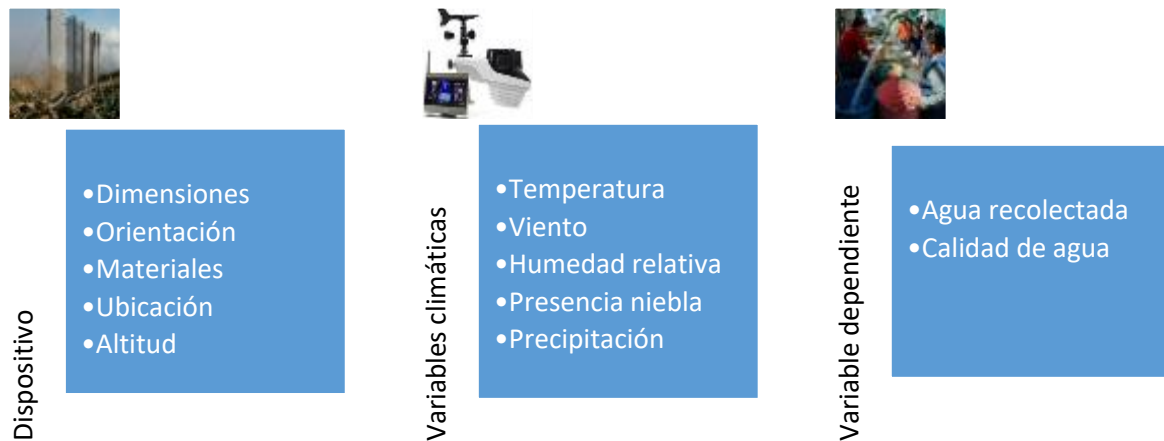 Dispositivo
•Dimensiones
•Orientación
•Materiales
•Ubicación
•Altitud
Variables climáticas
•Temperatura
•Viento
•Humedad relativa
•Presencia niebla
•Precipitación
Variable dependiente
•Agua recolectada
•Calidad de agua